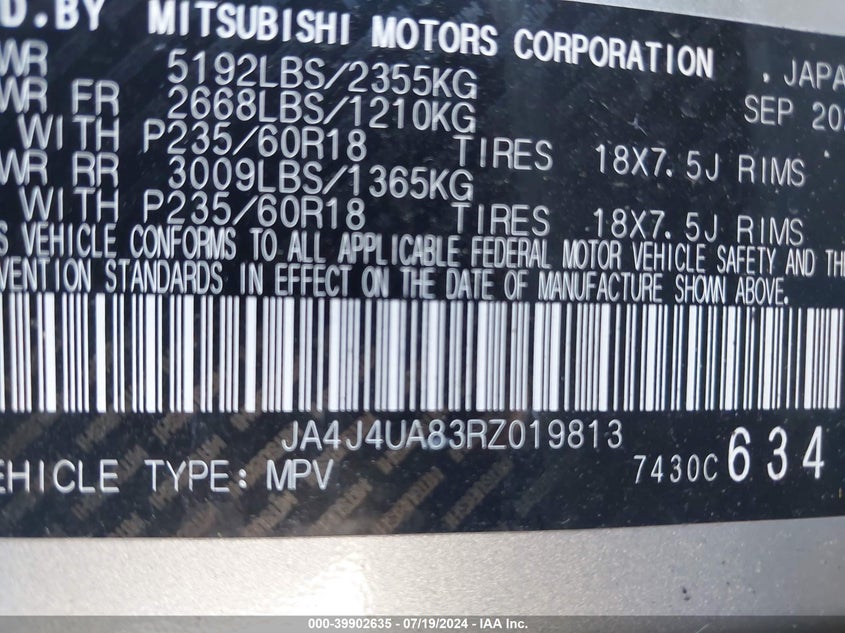 D.BY MITSUBISHI MOTORS CORPORATION . JAPA
WR 5192LBS/2355KG SEP 20
WR FR 2668LBS/1210KG
WITH P235/60R18 TIRES 18X7.5J RIMS
WR RR 3009LBS/1365KG
WITH P235/60R18 TIRES 18X7.5J RIMS
S VEHICLE CONFORMS TO ALL APPLICABLE FEDERAL MOTOR VEHICLE SAFETY AND TH
VENTION STANDARDS IN EFFECT ON THE DATE OF MANUFACTURE SHOWN ABOVE.
JA4J4UA83RZ019813
EHICLE TYPE: MPV 7430C 634
000-39902635 - 07/19/2024 - IAA Inc.